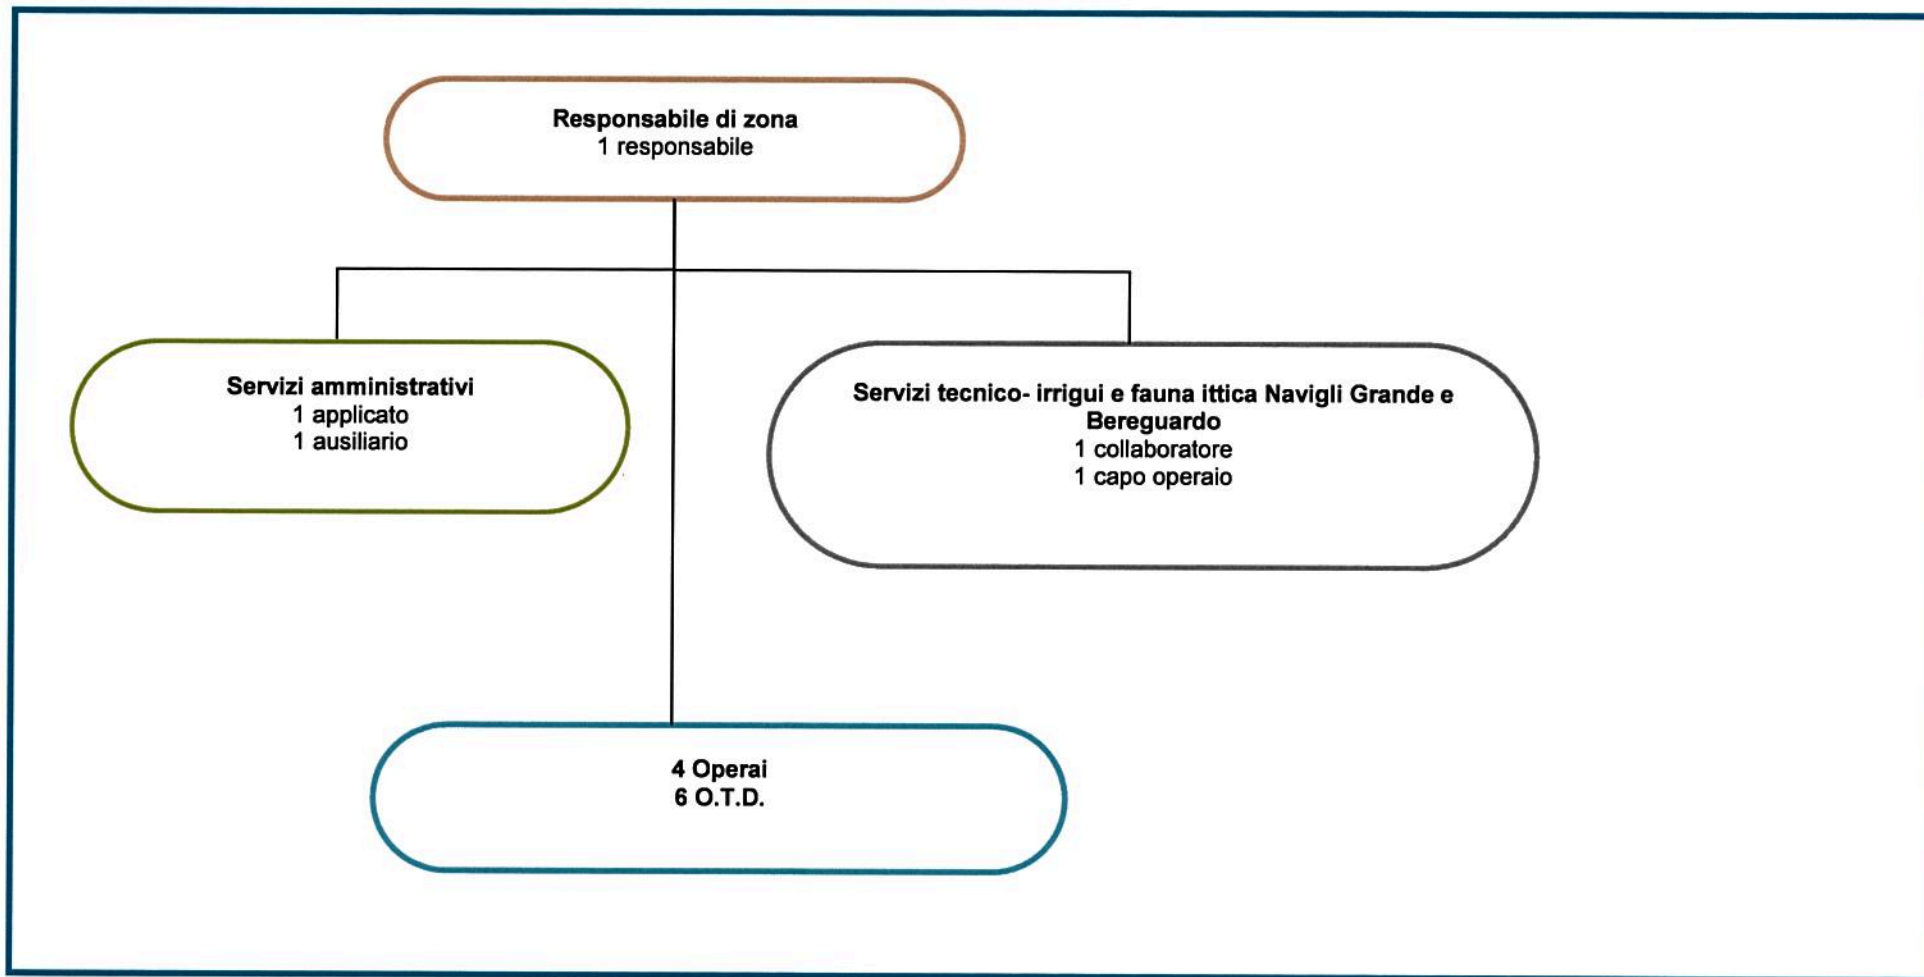 Responsabile di zona
1 responsabile
Servizi amministrativi
1 applicato
1 ausiliario
Servizi tecnico- irrigui e fauna ittica Navigli Grande e
Bereguardo
1 collaboratore
1 capo operaio
4 Operai
6 O.T.D.